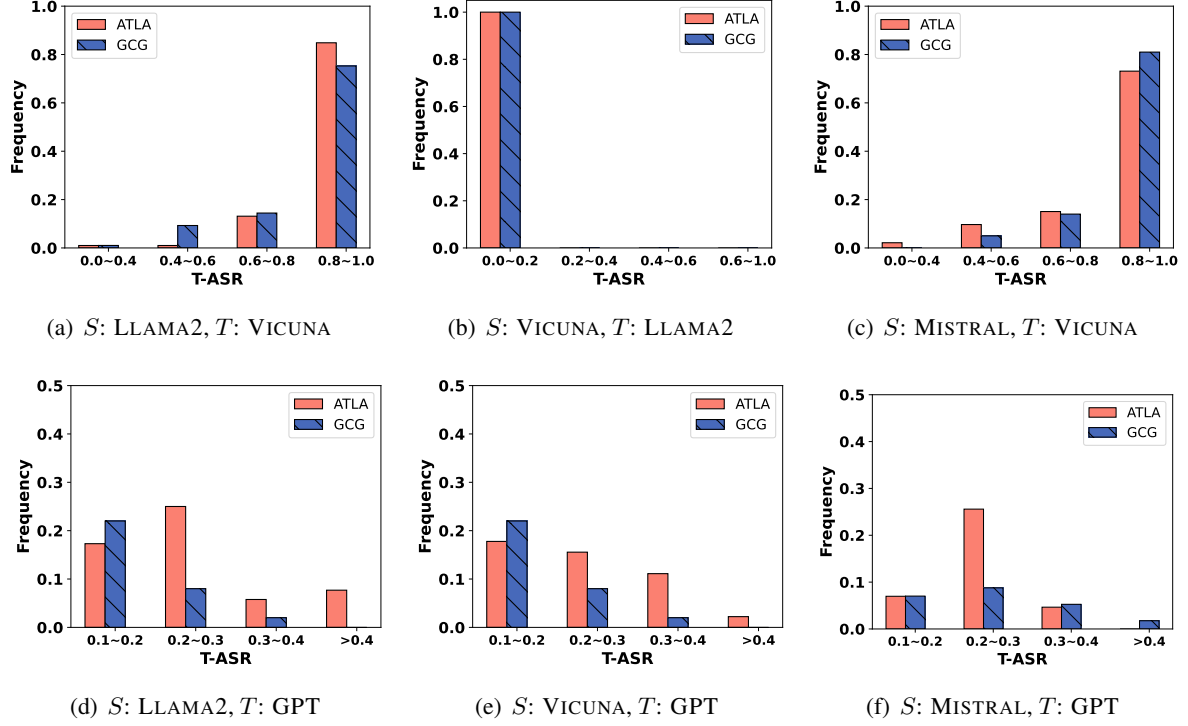 ATLA
GCG
Frequency
1.0
0.8
0.6
0.4
0.2
0.0
0.0~0.4 0.4~0.6 0.6~0.8 0.8~1.0
T-ASR
(a) S: LLAMA2, T: VICUNA
ATLA
GCG
Frequency
1.0
0.8
0.6
0.4
0.2
0.0
0.0~0.2 0.2~0.4 0.4~0.6 0.6~1.0
T-ASR
(b) S: VICUNA, T: LLAMA2
ATLA
GCG
Frequency
1.0
0.8
0.6
0.4
0.2
0.0
0.0~0.4 0.4~0.6 0.6~0.8 0.8~1.0
T-ASR
(c) S: MISTRAL, T: VICUNA
ATLA
GCG
Frequency
0.5
0.4
0.3
0.2
0.1
0.0
0.1~0.2 0.2~0.3 0.3~0.4 >0.4
T-ASR
(d) S: LLAMA2, T: GPT
ATLA
GCG
Frequency
0.5
0.4
0.3
0.2
0.1
0.0
0.1~0.2 0.2~0.3 0.3~0.4 >0.4
T-ASR
(e) S: VICUNA, T: GPT
ATLA
GCG
Frequency
0.5
0.4
0.3
0.2
0.1
0.0
0.1~0.2 0.2~0.3 0.3~0.4 >0.4
T-ASR
(f) S: MISTRAL, T: GPT